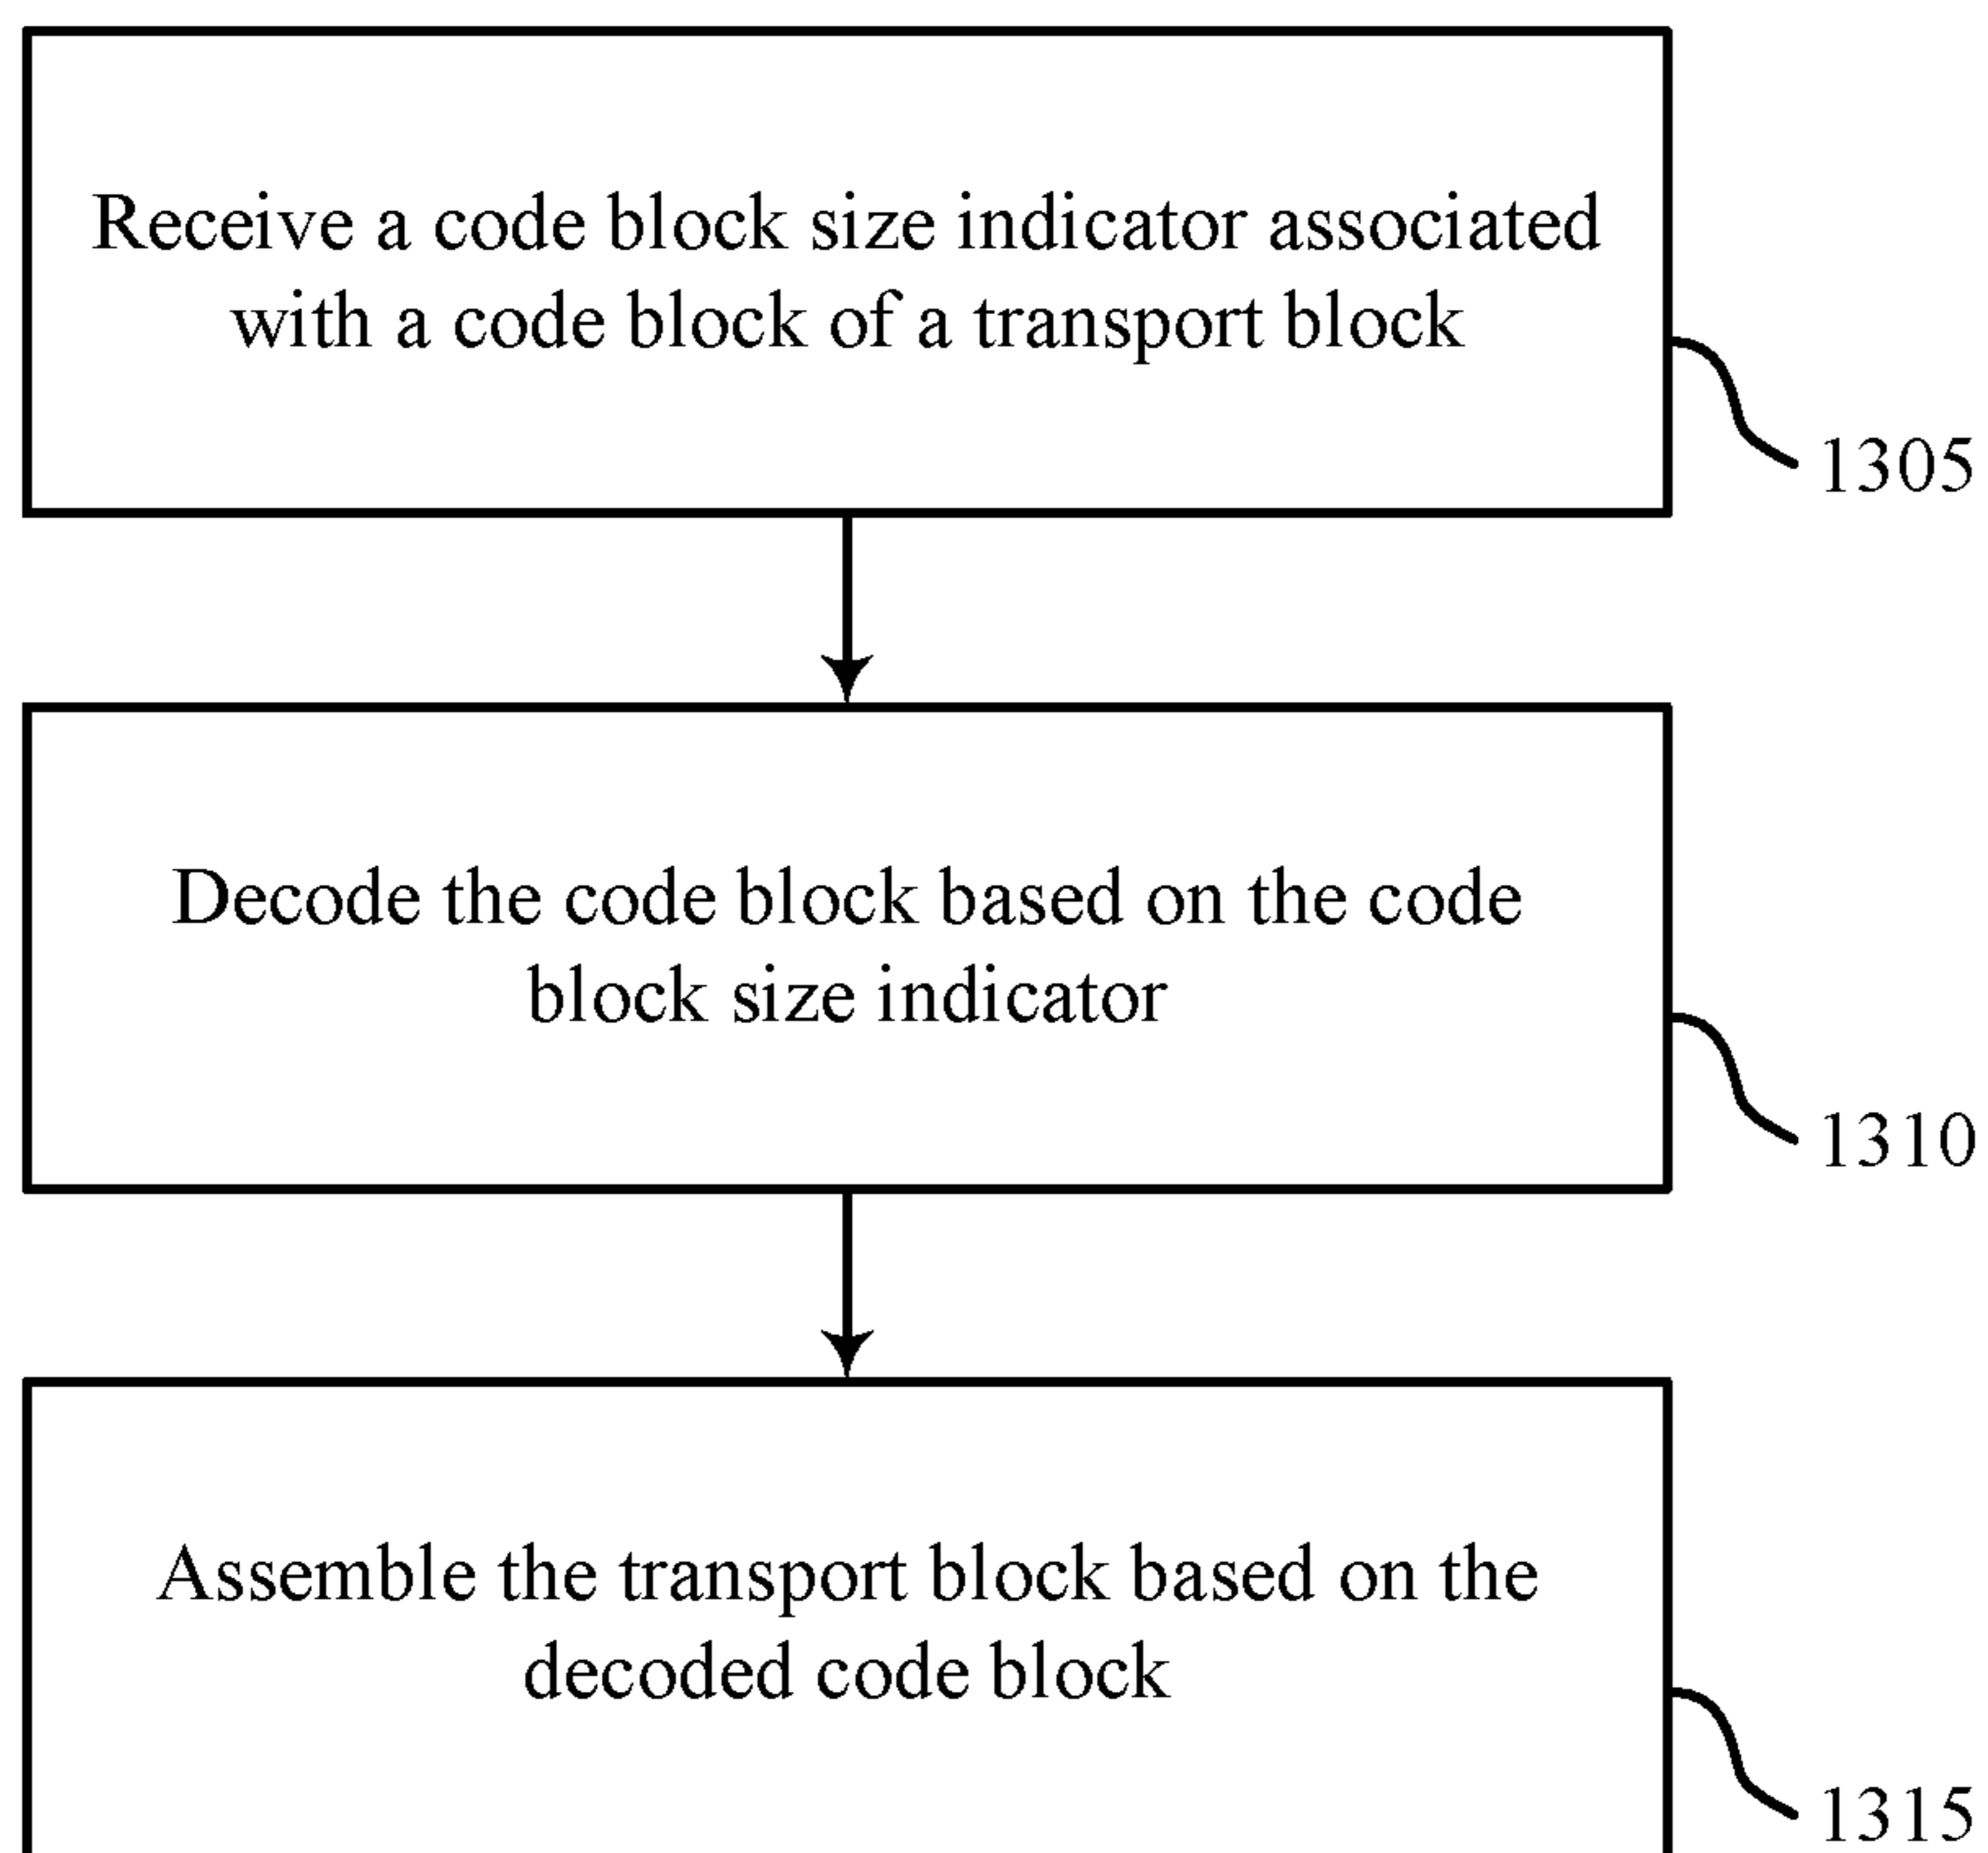 Receive a code block size indicator associated
with a code block of a transport block
1305
Decode the code block based on the code
block size indicator
1310
Assemble the transport block based on the
decoded code block
1315